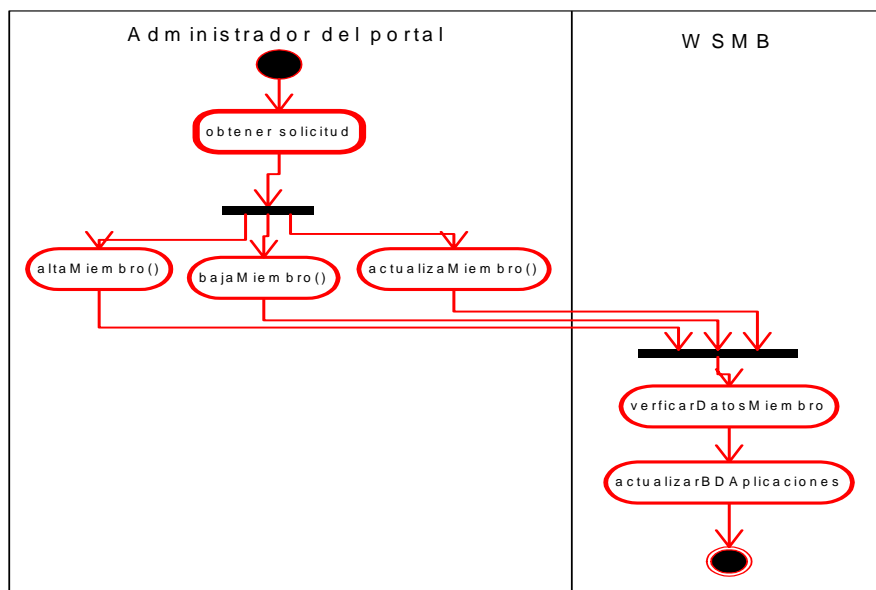 Administrador del portal
WSMB
obtener solicitud
altaMiembro()
bajaMiembro()
actualizaMiembro()
verficarDatosMiembro
actualizarBDAplicaciones